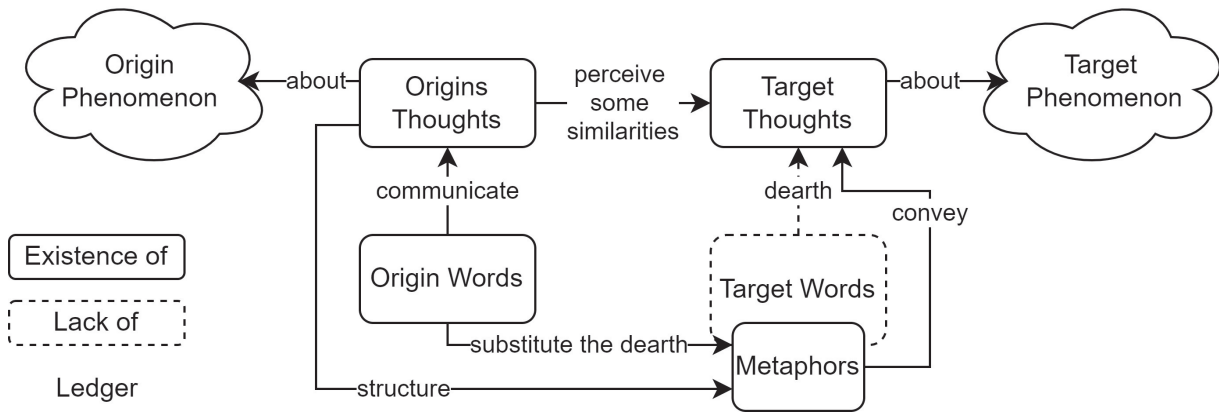 Origin
Phenomenon
about
Origins
Thoughts
perceive
some
similarities
Target
Thoughts
about
Target
Phenomenon
communicate
dearth
convey
Existence of
Origin Words
Target Words
Lack of
substitute the dearth
Metaphors
Ledger
structure